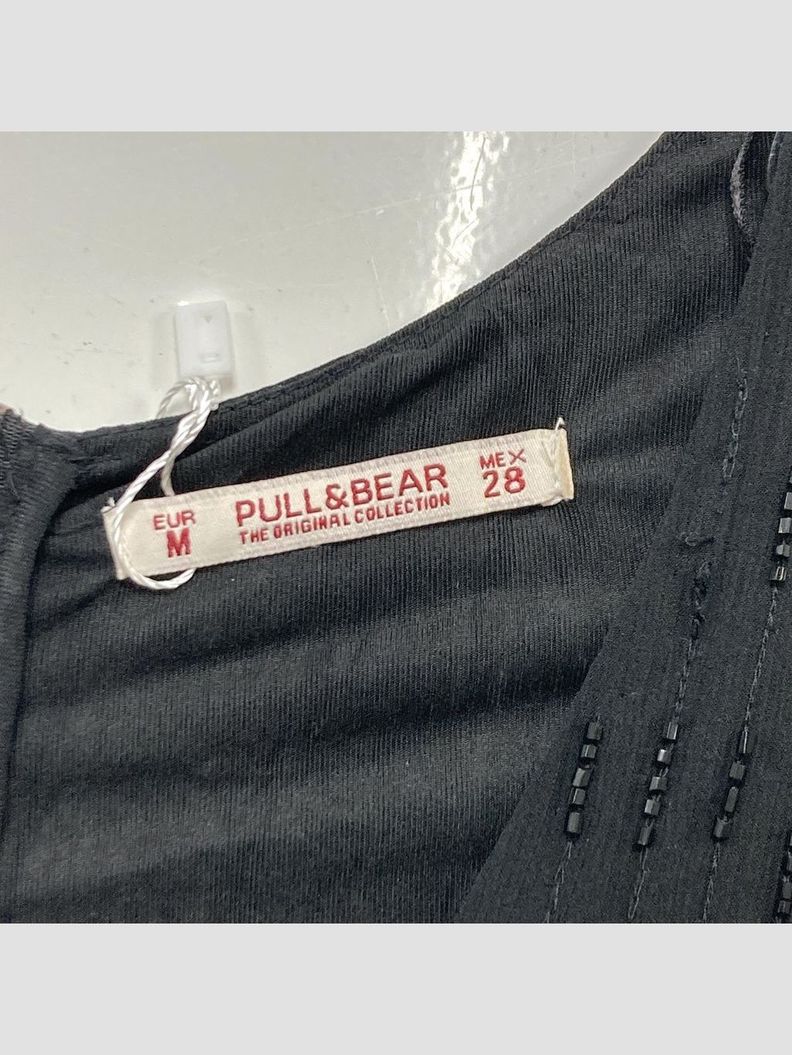 EUR
M
PULL&BEAR
THE ORIGINAL COLLECTION
MEX
28